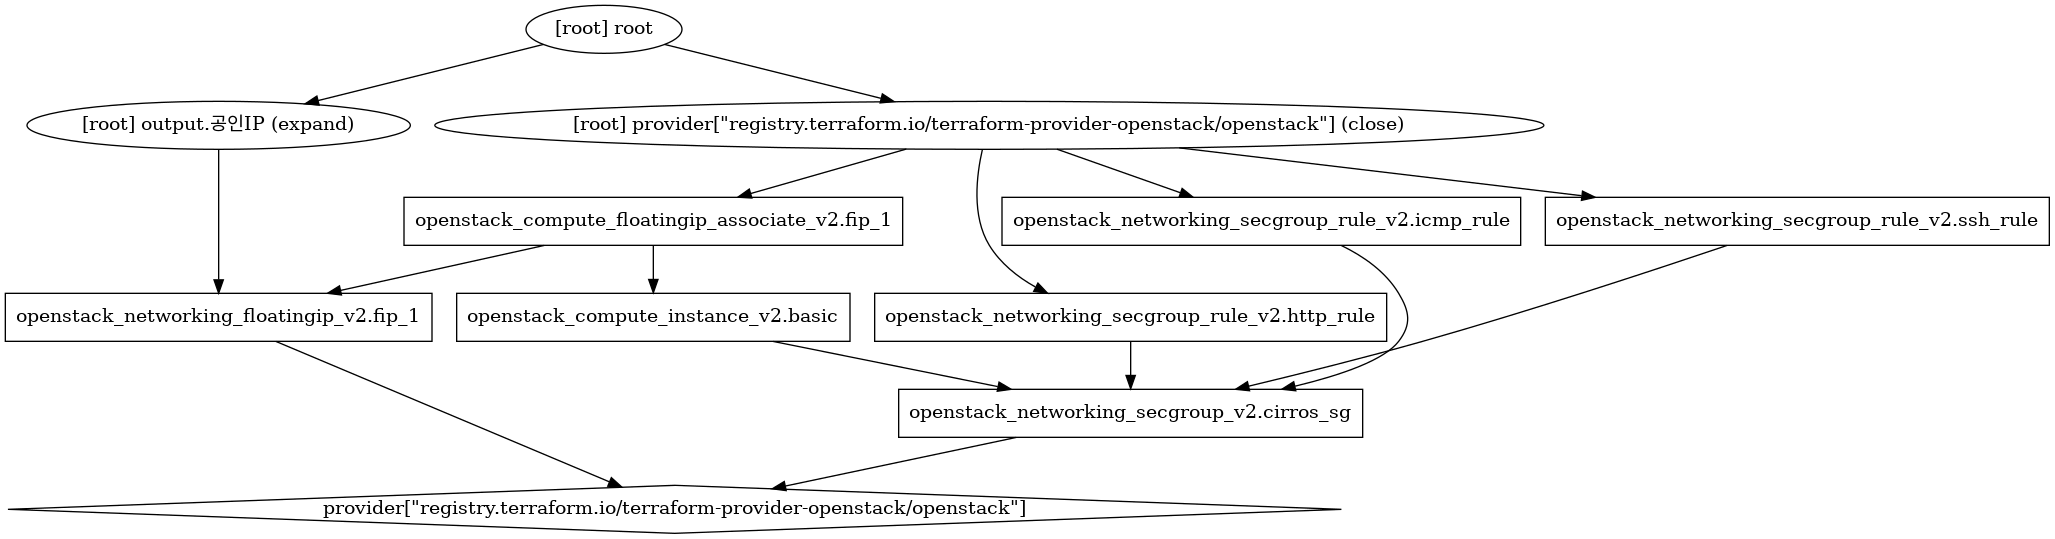 [root] root
[root] output.공인IP (expand)
[root] provider["registry.terraform.io/terraform-provider-openstack/openstack"] (close)
openstack_compute_floatingip_associate_v2.fip_1
openstack_networking_secgroup_rule_v2.icmp_rule
openstack_networking_secgroup_rule_v2.ssh_rule
openstack_networking_floatingip_v2.fip_1
openstack_compute_instance_v2.basic
openstack_networking_secgroup_rule_v2.http_rule
openstack_networking_secgroup_v2.cirros_sg
provider["registry.terraform.io/terraform-provider-openstack/openstack"]